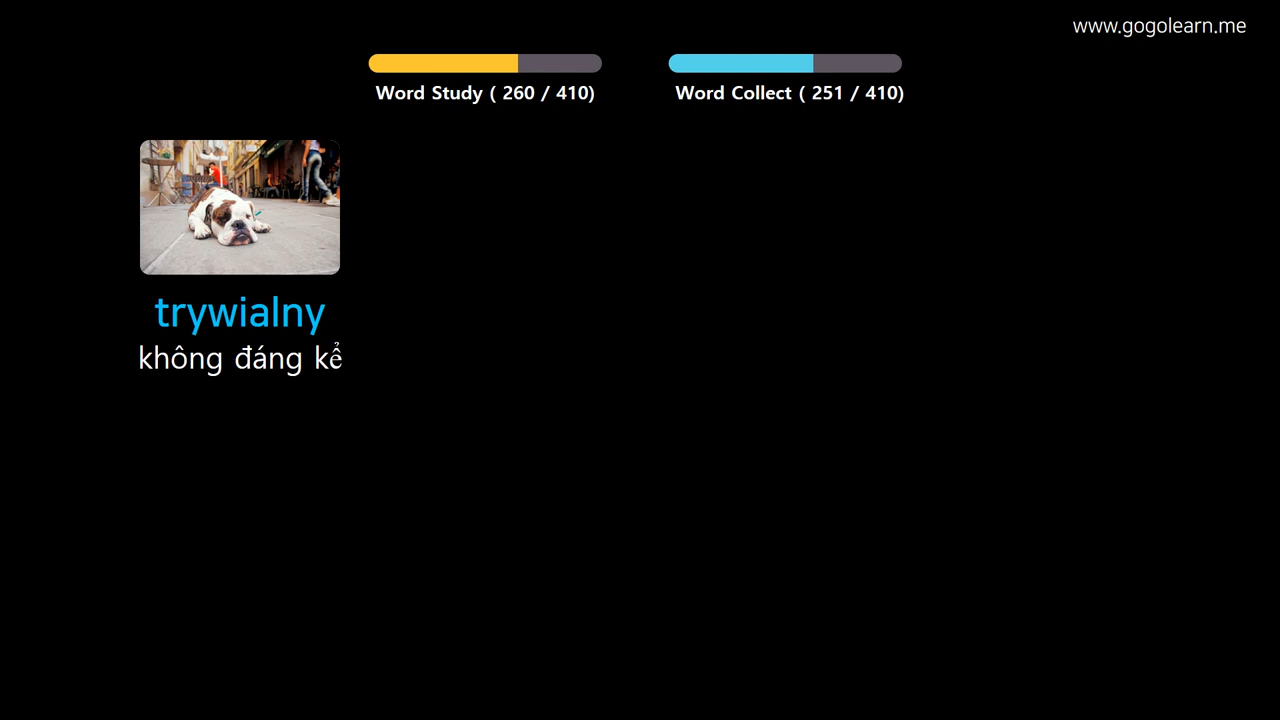 www.gogolearn.me
Word Study ( 260 / 410)
Word Collect ( 251 / 410)
trywialny
không đáng kể